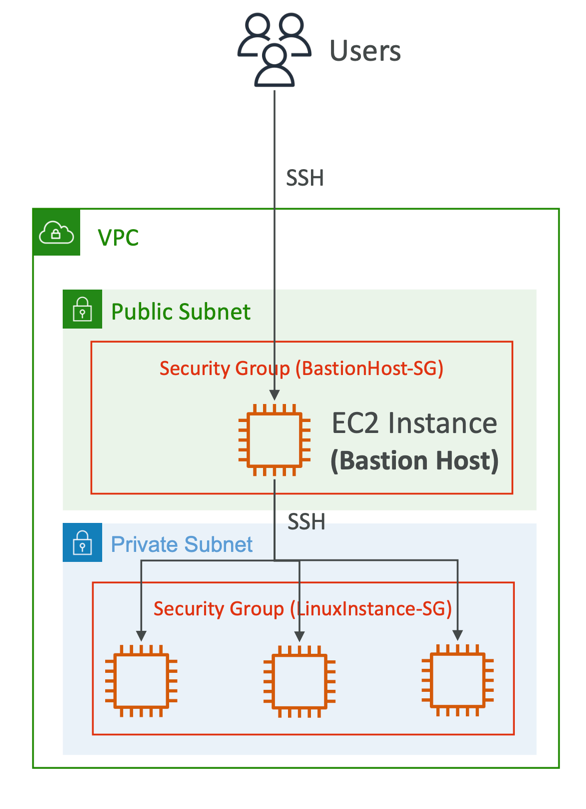 Users
SSH
VPC
Public Subnet
Security Group (BastionHost-SG)
EC2 Instance
(Bastion Host)
SSH
Private Subnet
Security Group (LinuxInstance-SG)